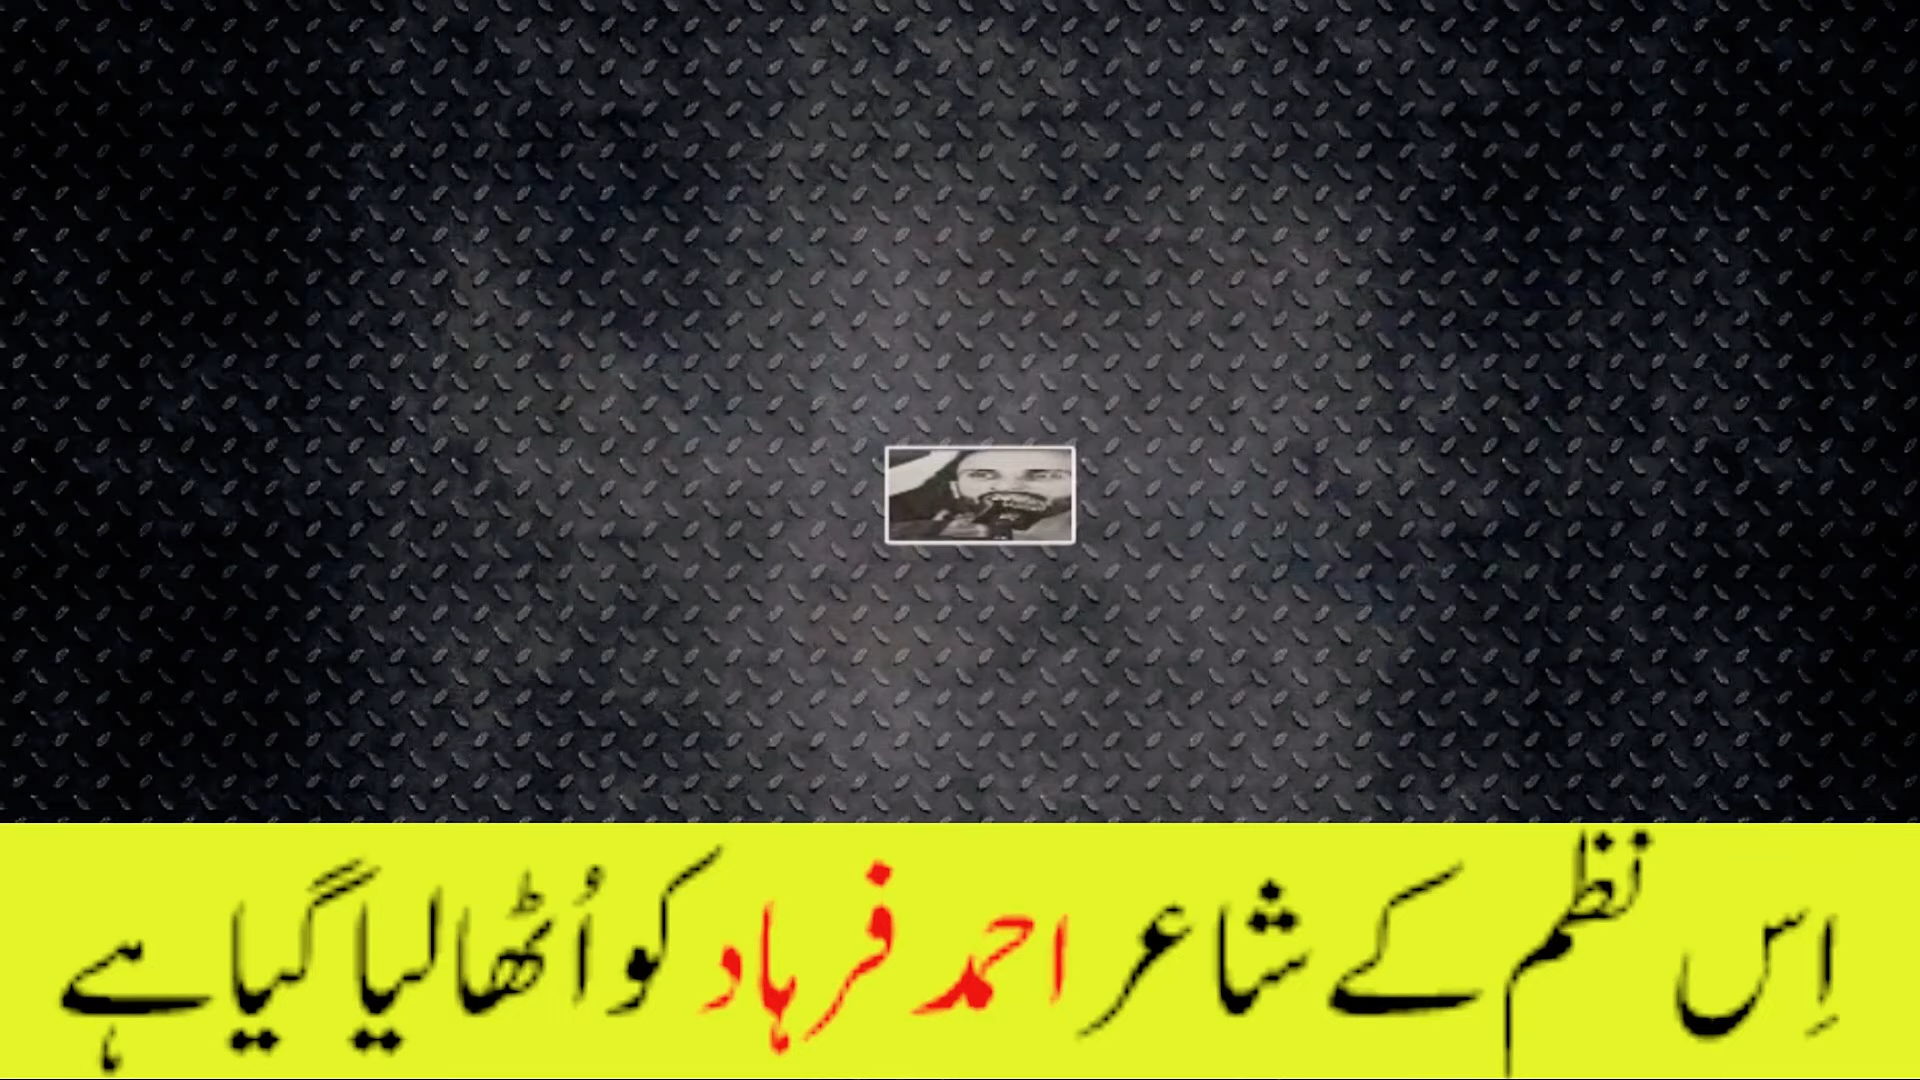 اِس نظم کے شاعر احمد فرہاد کو اُٹھا لیا گیا ہے